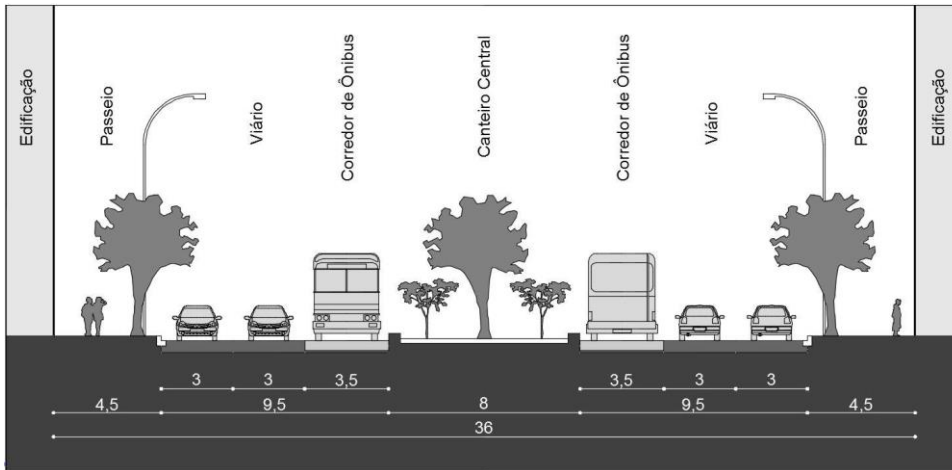 Edificação
Passeio
Viário
Corredor de Ônibus
Canteiro Central
Corredor de Ônibus
Viário
Passeio
Edificação
3 3 3,5 3,5 3 3
4,5 9,5 8 9,5 4,5
36